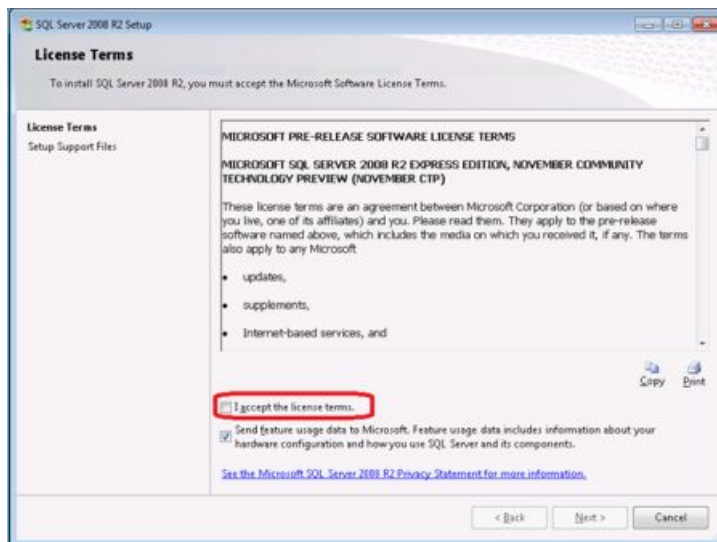 SQL Server 2008 R2 Setup
License Terms
To install SQL Server 2008 R2, you must accept the Microsoft Software License Terms.
License Terms
Setup Support Files
MICROSOFT PRE-RELEASE SOFTWARE LICENSE TERMS
MICROSOFT SQL SERVER 2008 R2 EXPRESS EDITION, NOVEMBER COMMUNITY
TECHNOLOGY PREVIEW (NOVEMBER CTP)
These license terms are an agreement between Microsoft Corporation (or based on where
you live, one of its affiliates) and you. Please read them. They apply to the pre-release
software named above, which includes the media on which you received it, if any. The terms
also apply to any Microsoft
• updates,
• supplements,
• Internet-based services, and
Copy Print
I accept the license terms.
Send feature usage data to Microsoft. Feature usage data includes information about your
hardware configuration and how you use SQL Server and its components.
See the Microsoft SQL Server 2008 R2 Privacy Statement for more information.
< Back Next > Cancel